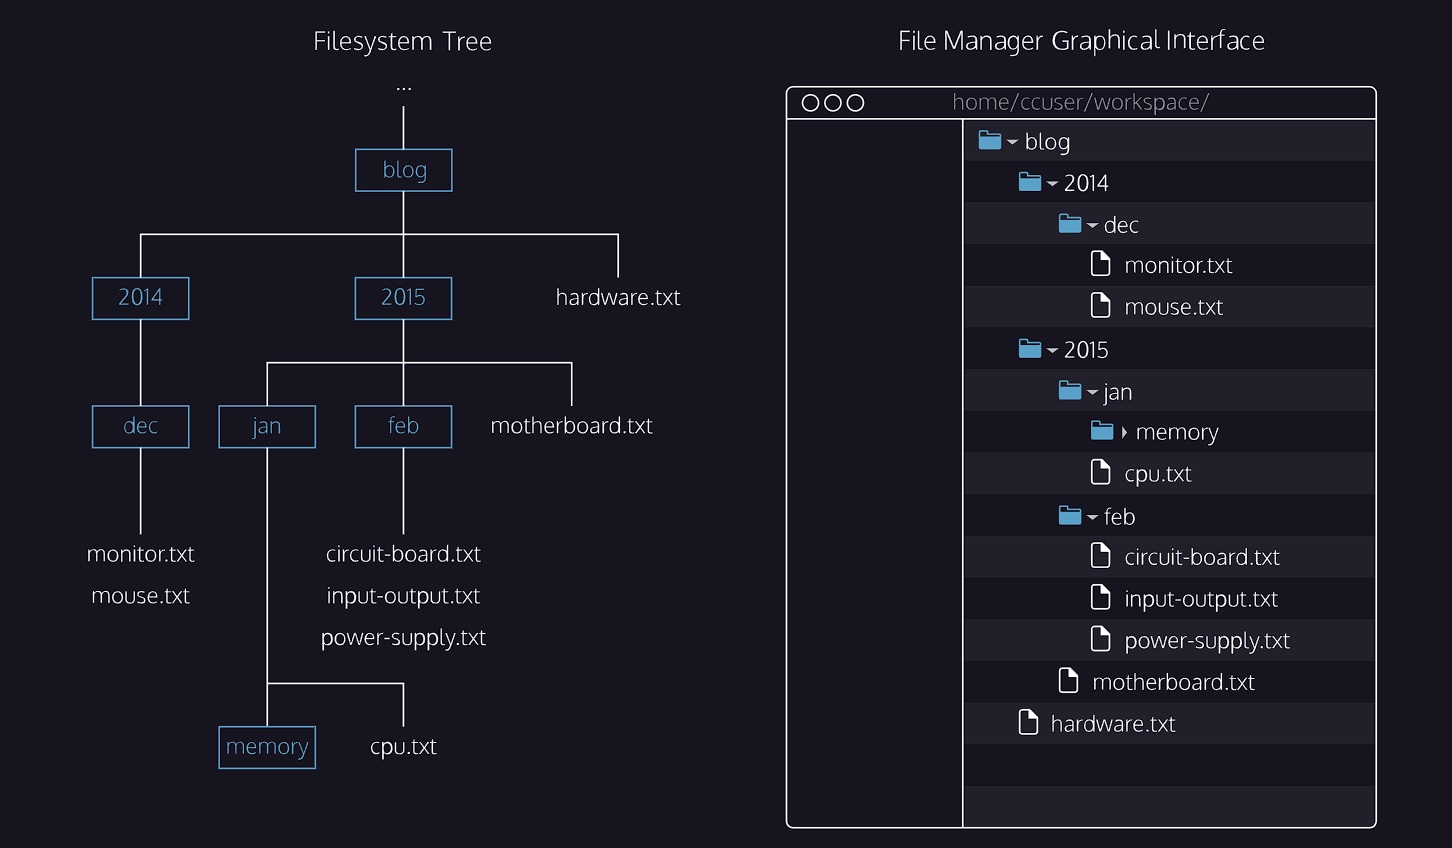 Filesystem Tree
...
blog
2014
2015
hardware.txt
dec
jan
feb
motherboard.txt
monitor.txt
mouse.txt
circuit-board.txt
input-output.txt
power-supply.txt
memory
cpu.txt
File Manager Graphical Interface
home/ccuser/workspace/
blog
2014
dec
monitor.txt
mouse.txt
2015
jan
memory
cpu.txt
feb
circuit-board.txt
input-output.txt
power-supply.txt
motherboard.txt
hardware.txt